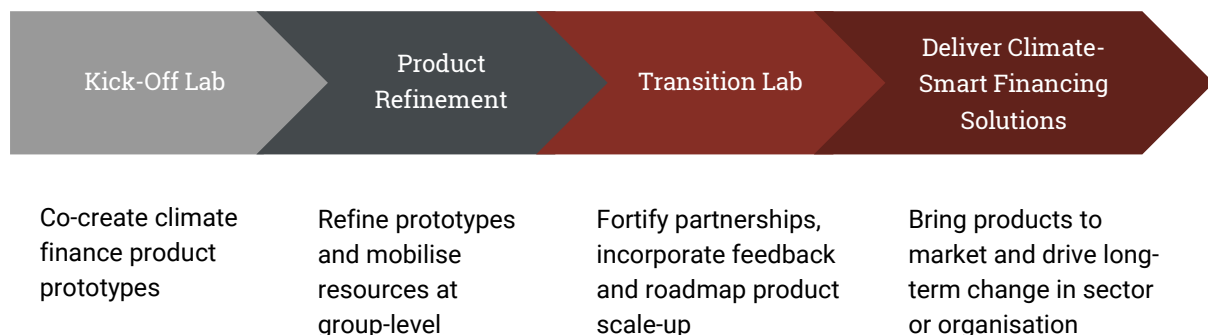 Kick-Off Lab
Product
Refinement
Transition Lab
Deliver Climate-
Smart Financing
Solutions
Co-create climate
finance product
prototypes
Refine prototypes
and mobilise
resources at
group-level
Fortify partnerships,
incorporate feedback
and roadmap product
scale-up
Bring products to
market and drive long-
term change in sector
or organisation